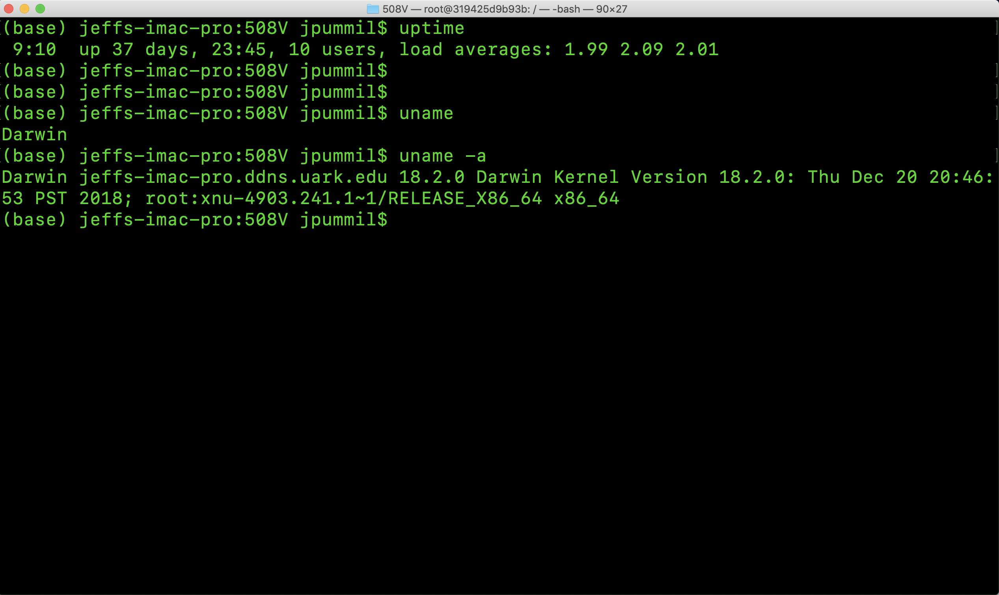 508V — root@319425d9b93b: / — -bash — 90×27
(base) jeffs-imac-pro:508V jpummil$ uptime
 9:10  up 37 days, 23:45, 10 users, load averages: 1.99 2.09 2.01
(base) jeffs-imac-pro:508V jpummil$
(base) jeffs-imac-pro:508V jpummil$
(base) jeffs-imac-pro:508V jpummil$ uname
Darwin
(base) jeffs-imac-pro:508V jpummil$ uname -a
Darwin jeffs-imac-pro.ddns.uark.edu 18.2.0 Darwin Kernel Version 18.2.0: Thu Dec 20 20:46:
53 PST 2018; root:xnu-4903.241.1~1/RELEASE_X86_64 x86_64
(base) jeffs-imac-pro:508V jpummil$